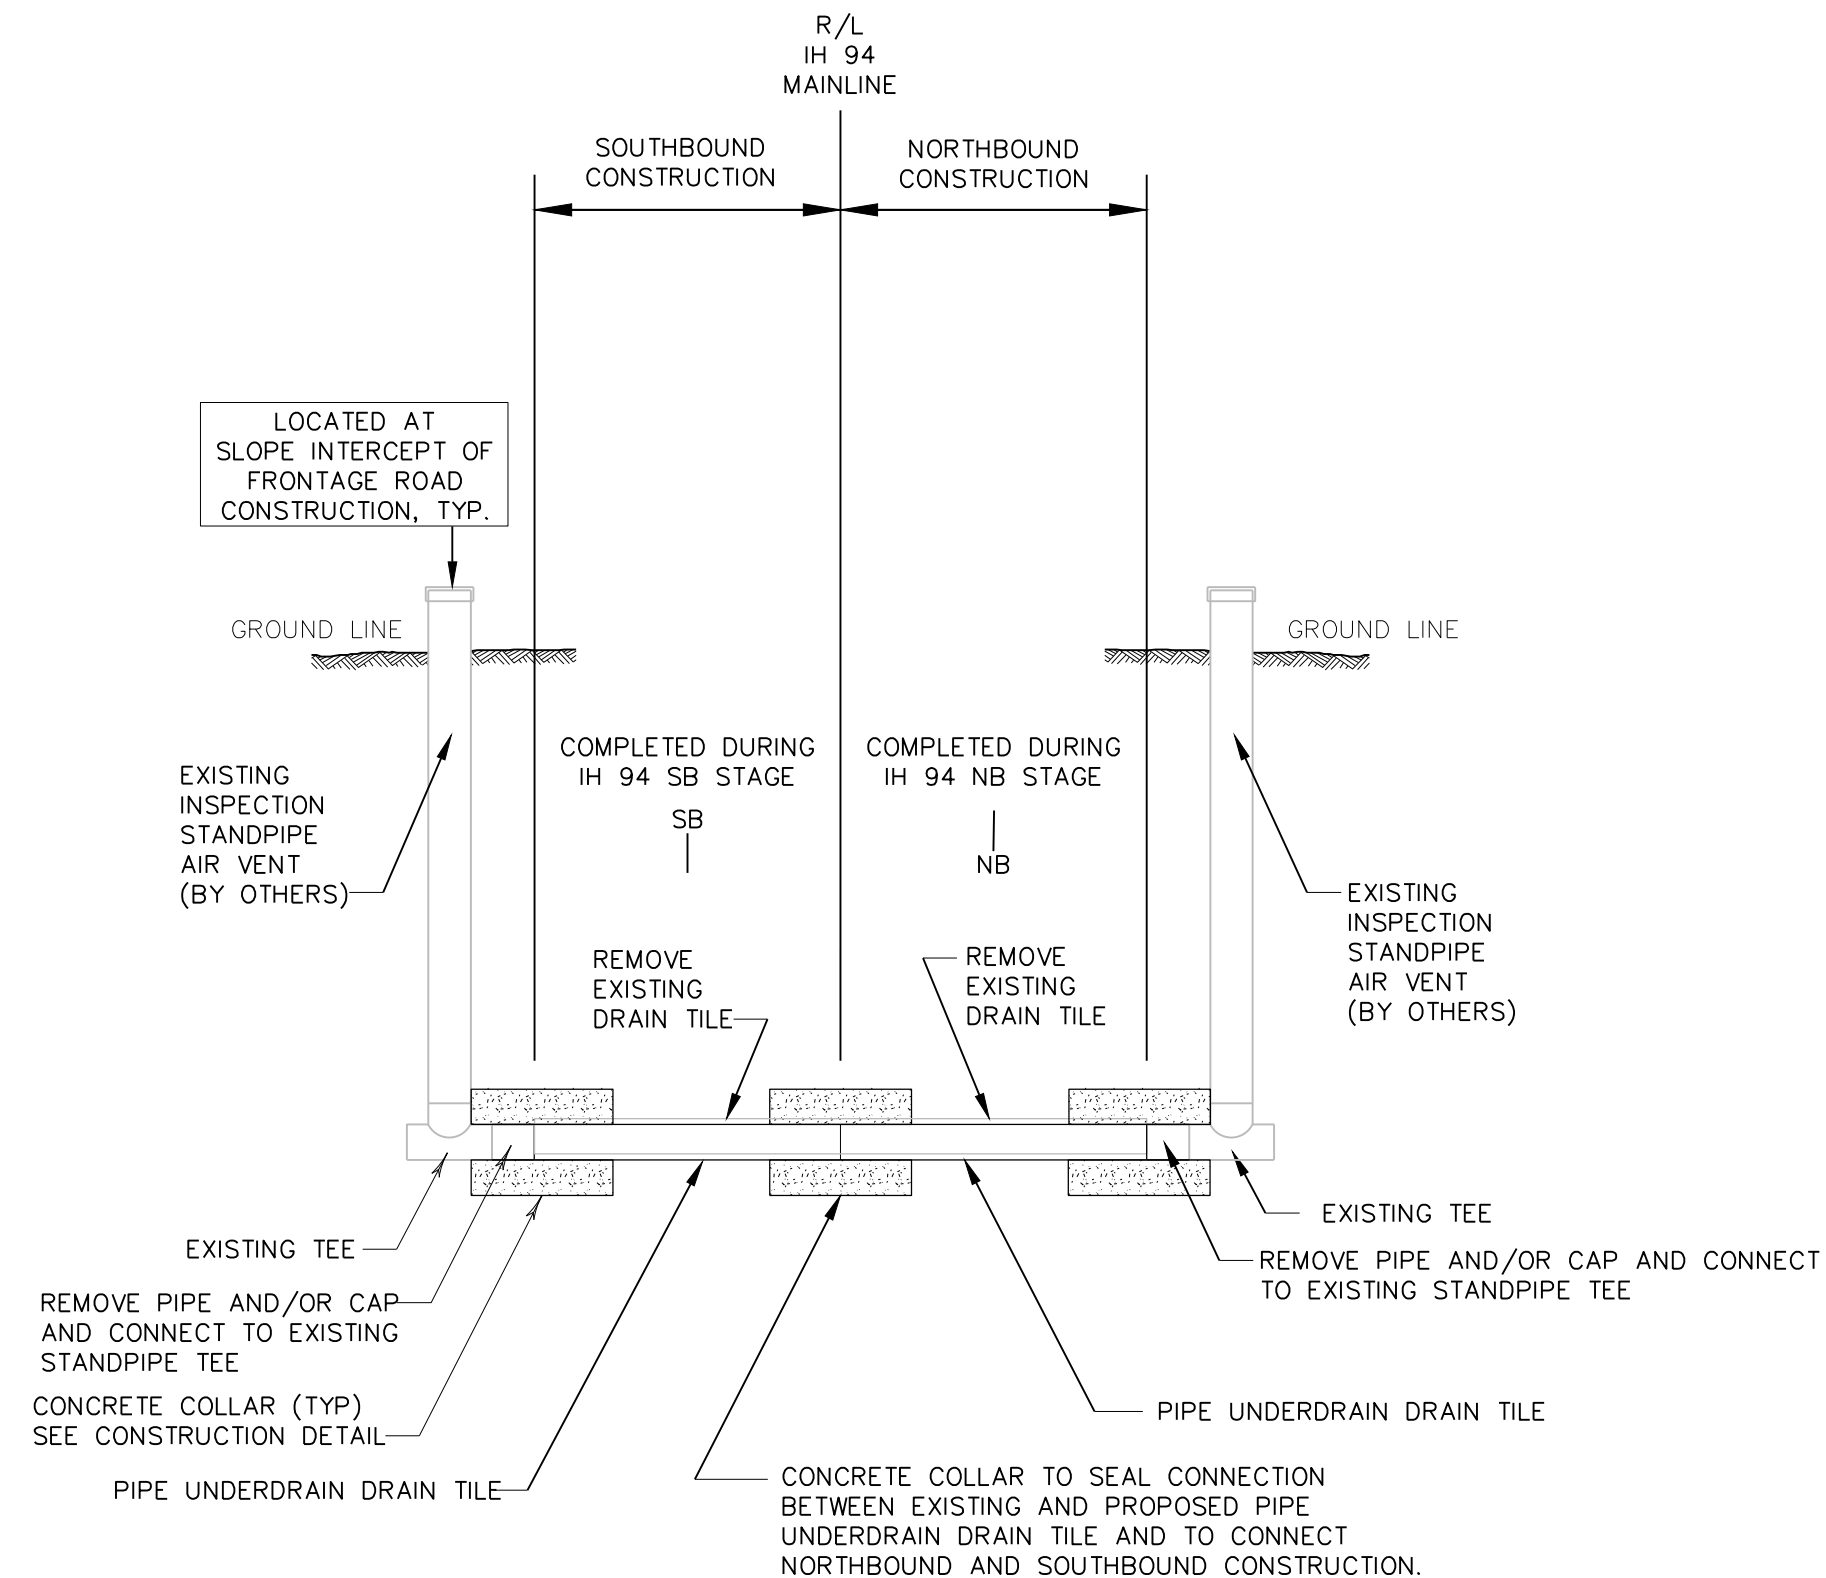 R/L
IH 94
MAINLINE
SOUTHBOUND
CONSTRUCTION
NORTHBOUND
CONSTRUCTION
LOCATED AT
SLOPE INTERCEPT OF
FRONTAGE ROAD
CONSTRUCTION, TYP.
GROUND LINE
GROUND LINE
COMPLETED DURING
IH 94 SB STAGE
SB
COMPLETED DURING
IH 94 NB STAGE
NB
EXISTING
INSPECTION
STANDPIPE
AIR VENT
(BY OTHERS)
EXISTING
INSPECTION
STANDPIPE
AIR VENT
(BY OTHERS)
REMOVE
EXISTING
DRAIN TILE
REMOVE
EXISTING
DRAIN TILE
EXISTING TEE
EXISTING TEE
REMOVE PIPE AND/OR CAP
AND CONNECT TO EXISTING
STANDPIPE TEE
REMOVE PIPE AND/OR CAP AND CONNECT
TO EXISTING STANDPIPE TEE
CONCRETE COLLAR (TYP)
SEE CONSTRUCTION DETAIL
PIPE UNDERDRAIN DRAIN TILE
PIPE UNDERDRAIN DRAIN TILE
CONCRETE COLLAR TO SEAL CONNECTION
BETWEEN EXISTING AND PROPOSED PIPE
UNDERDRAIN DRAIN TILE AND TO CONNECT
NORTHBOUND AND SOUTHBOUND CONSTRUCTION.